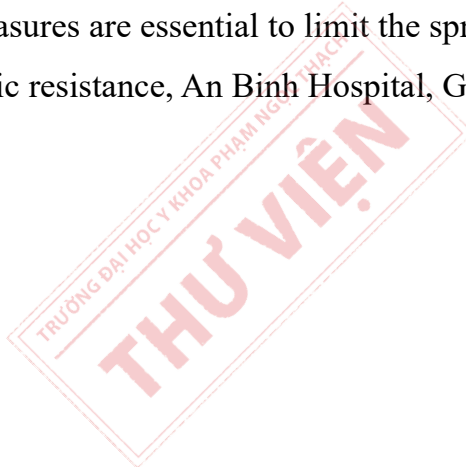 asures are essential to limit the spr
ic resistance, An Binh Hospital, G
TRƯỜNG ĐẠI HỌC Y KHOA PHẠM NGỌC THẠCH
THƯ VIỆN